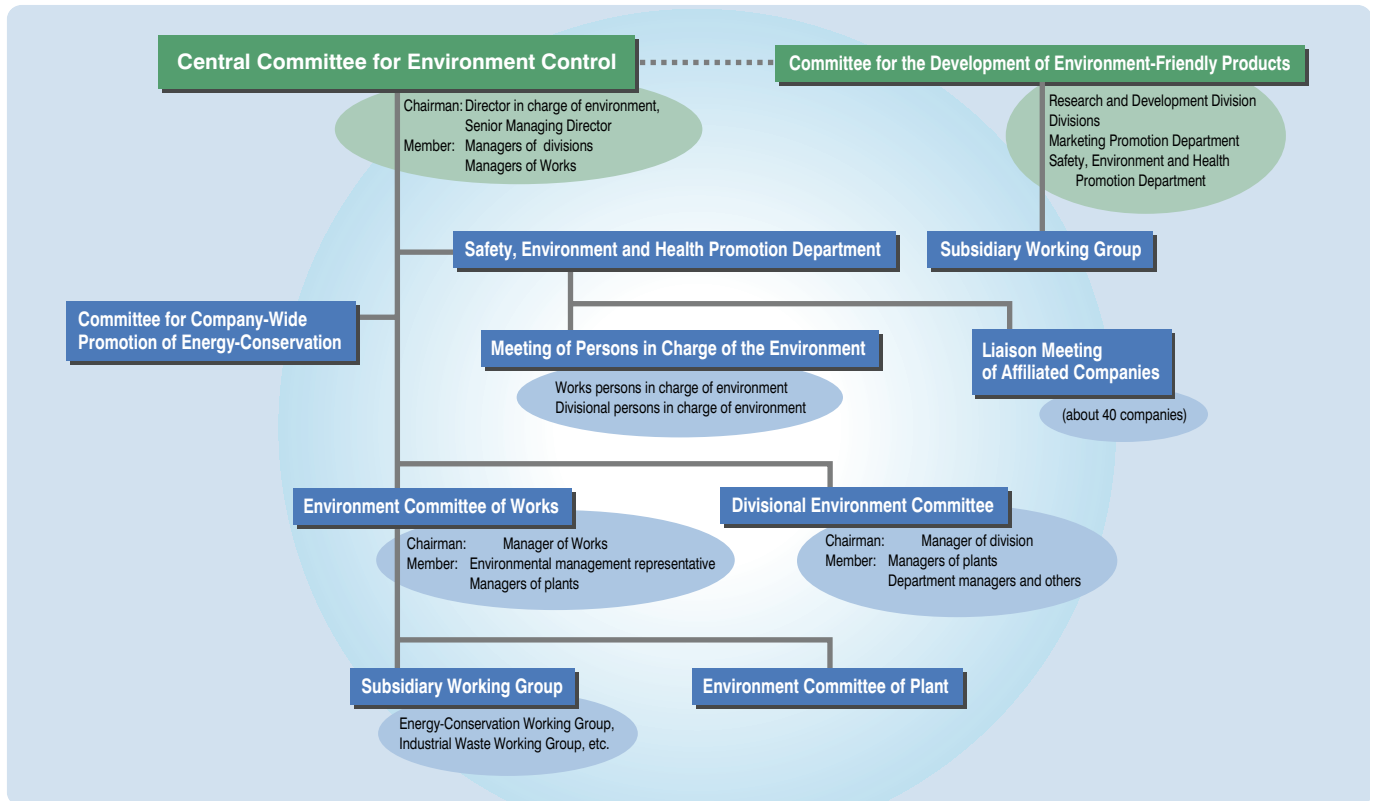 Central Committee for Environment Control
Committee for the Development of Environment-Friendly Products
Chairman: Director in charge of environment,
Senior Managing Director
Member: Managers of divisions
Managers of Works
Research and Development Division
Divisions
Marketing Promotion Department
Safety, Environment and Health
Promotion Department
Safety, Environment and Health Promotion Department
Subsidiary Working Group
Committee for Company-Wide
Promotion of Energy-Conservation
Meeting of Persons in Charge of the Environment
Works persons in charge of environment
Divisional persons in charge of environment
Liaison Meeting
of Affiliated Companies
(about 40 companies)
Environment Committee of Works
Chairman: Manager of Works
Member: Environmental management representative
Managers of plants
Divisional Environment Committee
Chairman: Manager of division
Member: Managers of plants
Department managers and others
Subsidiary Working Group
Energy-Conservation Working Group,
Industrial Waste Working Group, etc.
Environment Committee of Plant